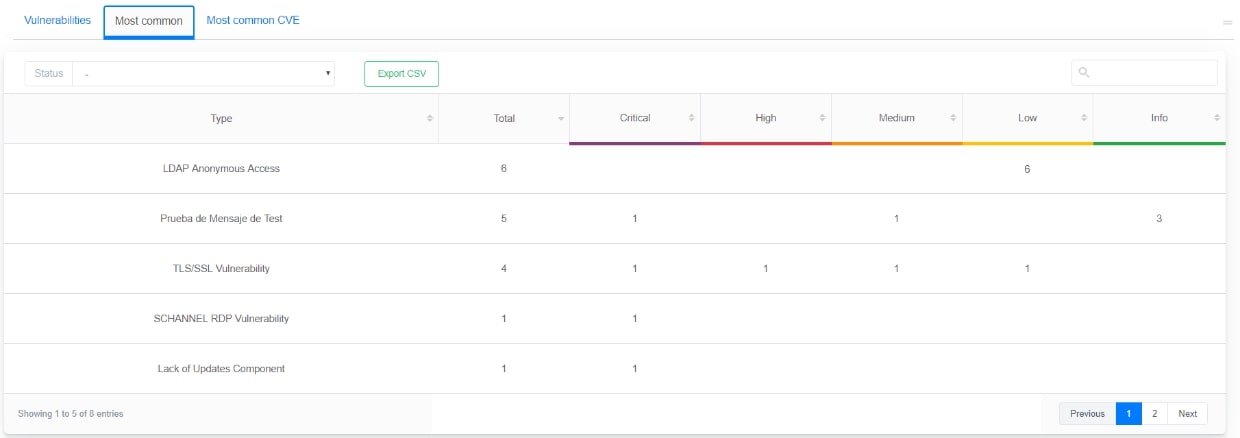 Vulnerabilities Most common Most common CVE
Status - Export CSV
Type Total Critical High Medium Low Info
LDAP Anonymous Access 6 6
Prueba de Mensaje de Test 5 1 1 3
TLS/SSL Vulnerability 4 1 1 1 1
SCHANNEL RDP Vulnerability 1 1
Lack of Updates Component 1 1
Showing 1 to 5 of 8 entries Previous 1 2 Next